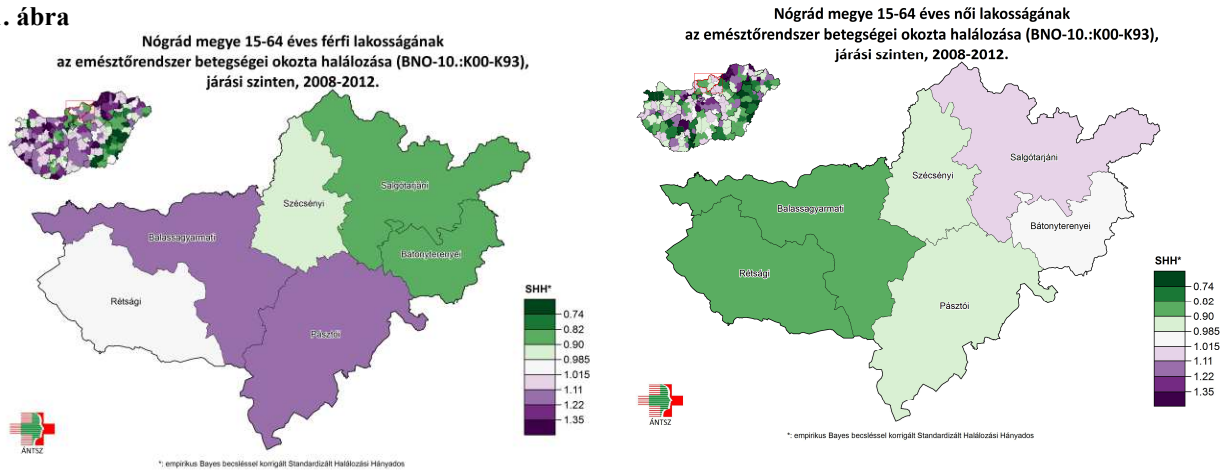 . ábra
Nógrád megye 15-64 éves férfi lakosságának
az emésztőrendszer betegségei okozta halálozása (BNO-10.:K00-K93),
járási szinten, 2008-2012.
Salgótarjáni
Szécsényi
Balassagyarmati
Bátonyterenyei
Rétsági
Pásztói
SHH*
0.74
0.82
0.90
0.985
1.015
1.11
1.22
1.35
ÁNTSZ
*: empirikus Bayes becsléssel korrigált Standardizált Halálozási Hányados
Nógrád megye 15-64 éves női lakosságának
az emésztőrendszer betegségei okozta halálozása (BNO-10.:K00-K93),
járási szinten, 2008-2012.
Salgótarjáni
Szécsényi
Balassagyarmati
Bátonyterenyei
Rétsági
Pásztói
SHH*
0.74
0.02
0.90
0.985
1.015
1.11
1.22
1.35
ÁNTSZ
*: empirikus Bayes becsléssel korrigált Standardizált Halálozási Hányados